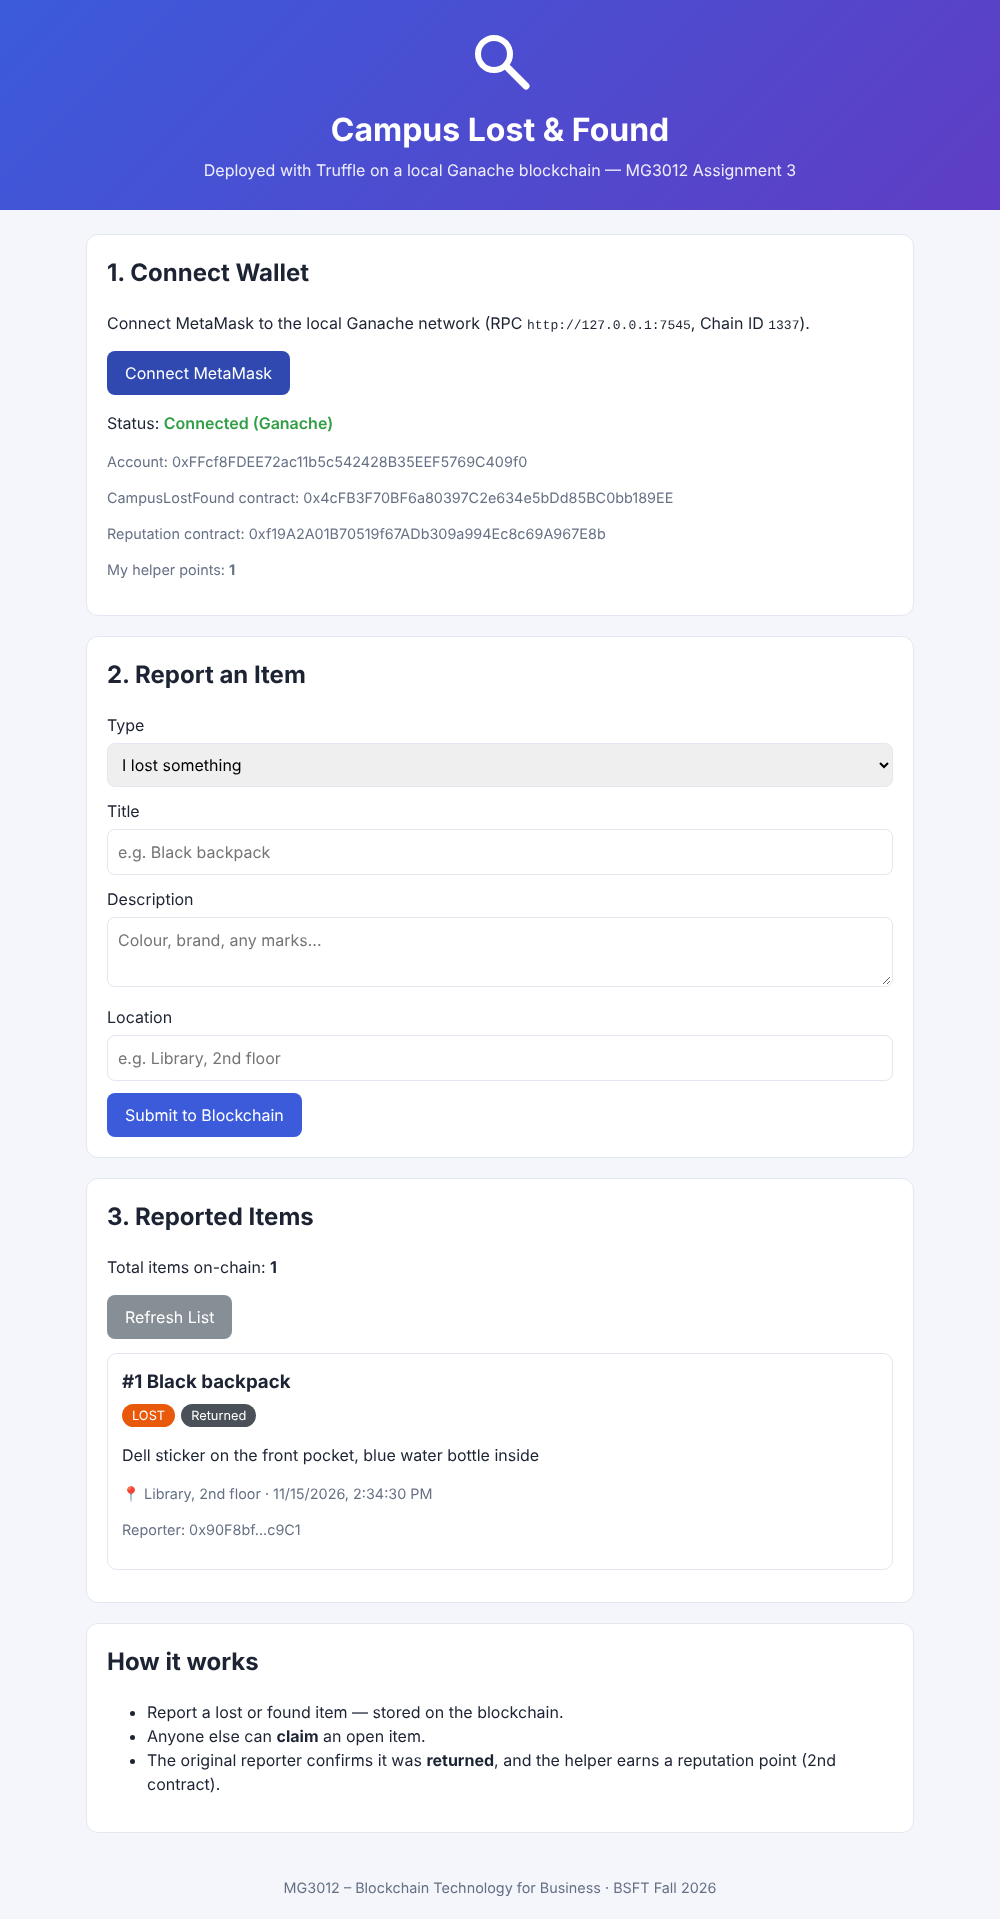 Campus Lost & Found
Deployed with Truffle on a local Ganache blockchain — MG3012 Assignment 3
1. Connect Wallet
Connect MetaMask to the local Ganache network (RPC http://127.0.0.1:7545, Chain ID 1337).
Connect MetaMask
Status: Connected (Ganache)
Account: 0xFFcf8FDEE72ac11b5c542428B35EEF5769C409f0
CampusLostFound contract: 0x4cFB3F70BF6a80397C2e634e5bDd85BC0bb189EE
Reputation contract: 0xf19A2A01B70519f67ADb309a994Ec8c69A967E8b
My helper points: 1
2. Report an Item
Type
I lost something
Title
e.g. Black backpack
Description
Colour, brand, any marks...
Location
e.g. Library, 2nd floor
Submit to Blockchain
3. Reported Items
Total items on-chain: 1
Refresh List
#1 Black backpack
LOST Returned
Dell sticker on the front pocket, blue water bottle inside
📍 Library, 2nd floor · 11/15/2026, 2:34:30 PM
Reporter: 0x90F8bf...c9C1
How it works
• Report a lost or found item — stored on the blockchain.
• Anyone else can claim an open item.
• The original reporter confirms it was returned, and the helper earns a reputation point (2nd
contract).
MG3012 – Blockchain Technology for Business · BSFT Fall 2026